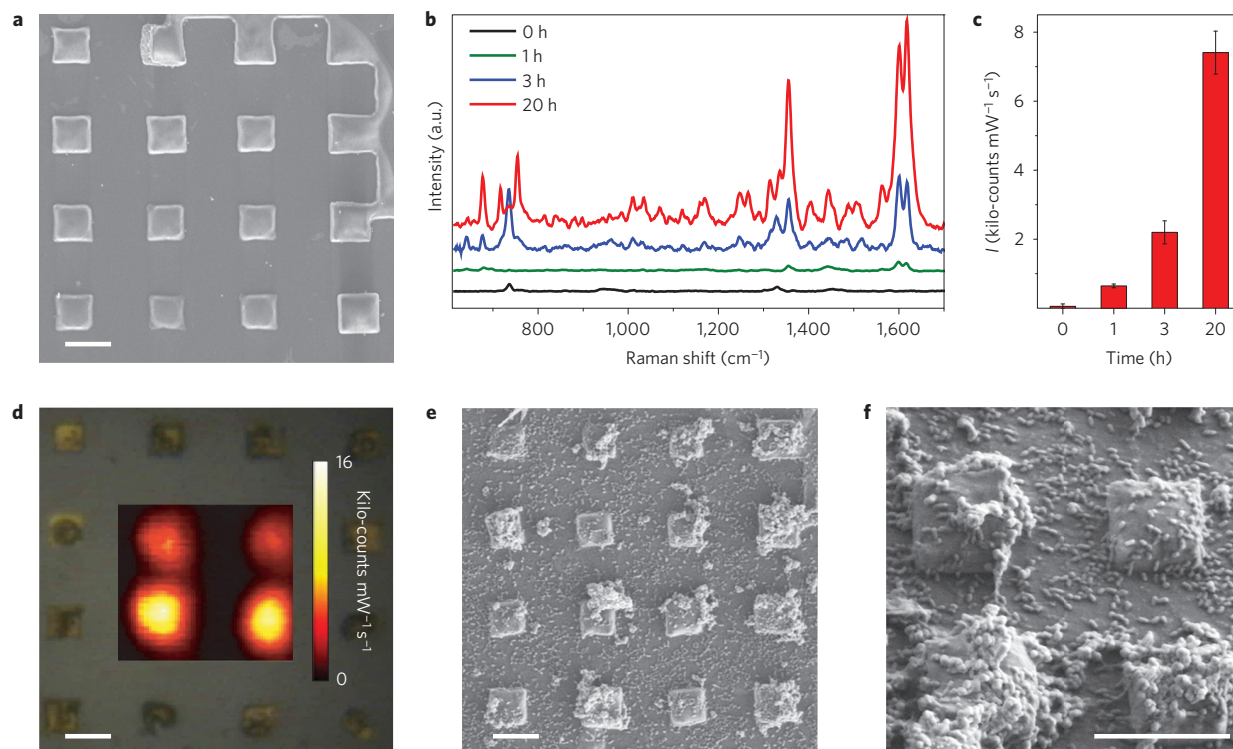 a
b
0 h
1 h
3 h
20 h
Intensity (a.u.)
800
1,000
1,200
1,400
1,600
Raman shift (cm⁻¹)
c
8
6
4
2
I (kilo-counts mW⁻¹ s⁻¹)
0
1
3
20
Time (h)
d
16
Kilo-counts mW⁻¹ s⁻¹
0
e
f